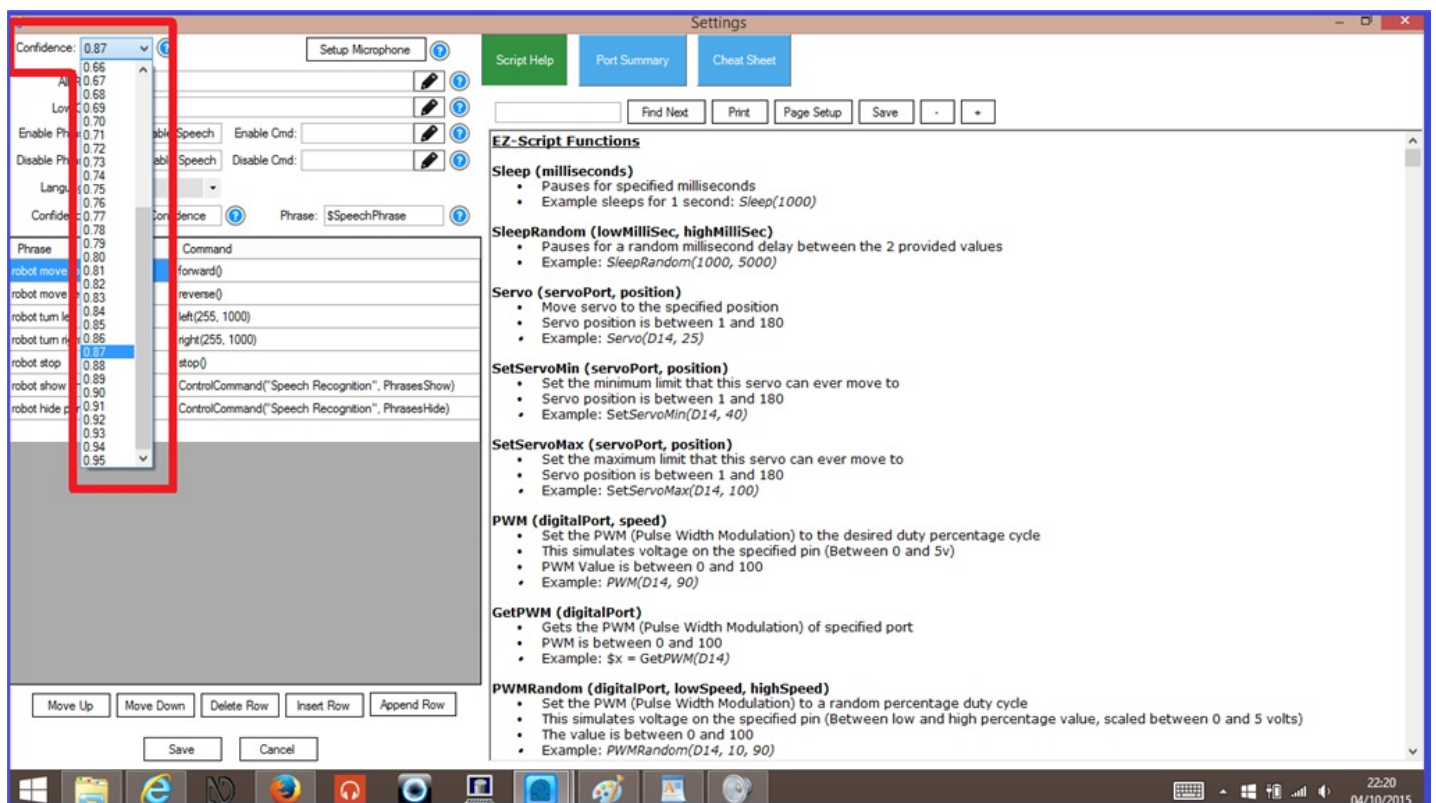 Settings
Confidence: 0.87
Setup Microphone
0.66
0.67
0.68
0.69
0.70
0.71
0.72
0.73
0.74
0.75
0.76
0.77
0.78
0.79
0.80
0.81
0.82
0.83
0.84
0.85
0.86
0.87
0.88
0.89
0.90
0.91
0.92
0.93
0.94
0.95
Enable Speech Enable Cmd:
Speech Disable Cmd:
Phrase: $SpeechPhrase
Phrase Command
robot move forward()
robot move reverse()
robot turn left(255, 1000)
robot turn right(255, 1000)
robot stop stop()
robot show ControlCommand("Speech Recognition", PhrasesShow)
robot hide ControlCommand("Speech Recognition", PhrasesHide)
Move Up Move Down Delete Row Insert Row Append Row
Save Cancel
Script Help Port Summary Cheat Sheet
Find Next Print Page Setup Save - +
EZ-Script Functions
Sleep (milliseconds)
• Pauses for specified milliseconds
• Example sleeps for 1 second: Sleep(1000)
SleepRandom (lowMilliSec, highMilliSec)
• Pauses for a random millisecond delay between the 2 provided values
• Example: SleepRandom(1000, 5000)
Servo (servoPort, position)
• Move servo to the specified position
• Servo position is between 1 and 180
• Example: Servo(D14, 25)
SetServoMin (servoPort, position)
• Set the minimum limit that this servo can ever move to
• Servo position is between 1 and 180
• Example: SetServoMin(D14, 40)
SetServoMax (servoPort, position)
• Set the maximum limit that this servo can ever move to
• Servo position is between 1 and 180
• Example: SetServoMax(D14, 100)
PWM (digitalPort, speed)
• Set the PWM (Pulse Width Modulation) to the desired duty percentage cycle
• This simulates voltage on the specified pin (Between 0 and 5v)
• PWM Value is between 0 and 100
• Example: PWM(D14, 90)
GetPWM (digitalPort)
• Gets the PWM (Pulse Width Modulation) of specified port
• PWM is between 0 and 100
• Example: $x = GetPWM(D14)
PWMRandom (digitalPort, lowSpeed, highSpeed)
• Set the PWM (Pulse Width Modulation) to a random percentage duty cycle
• This simulates voltage on the specified pin (Between low and high percentage value, scaled between 0 and 5 volts)
• The value is between 0 and 100
• Example: PWMRandom(D14, 10, 90)
22:20
04/10/2015